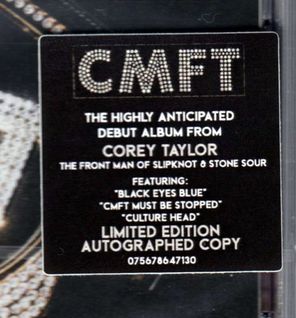 CMFT
THE HIGHLY ANTICIPATED
DEBUT ALBUM FROM
COREY TAYLOR
THE FRONT MAN OF SLIPKNOT & STONE SOUR
FEATURING:
"BLACK EYES BLUE"
"CMFT MUST BE STOPPED"
"CULTURE HEAD"
LIMITED EDITION
AUTOGRAPHED COPY
075678647130